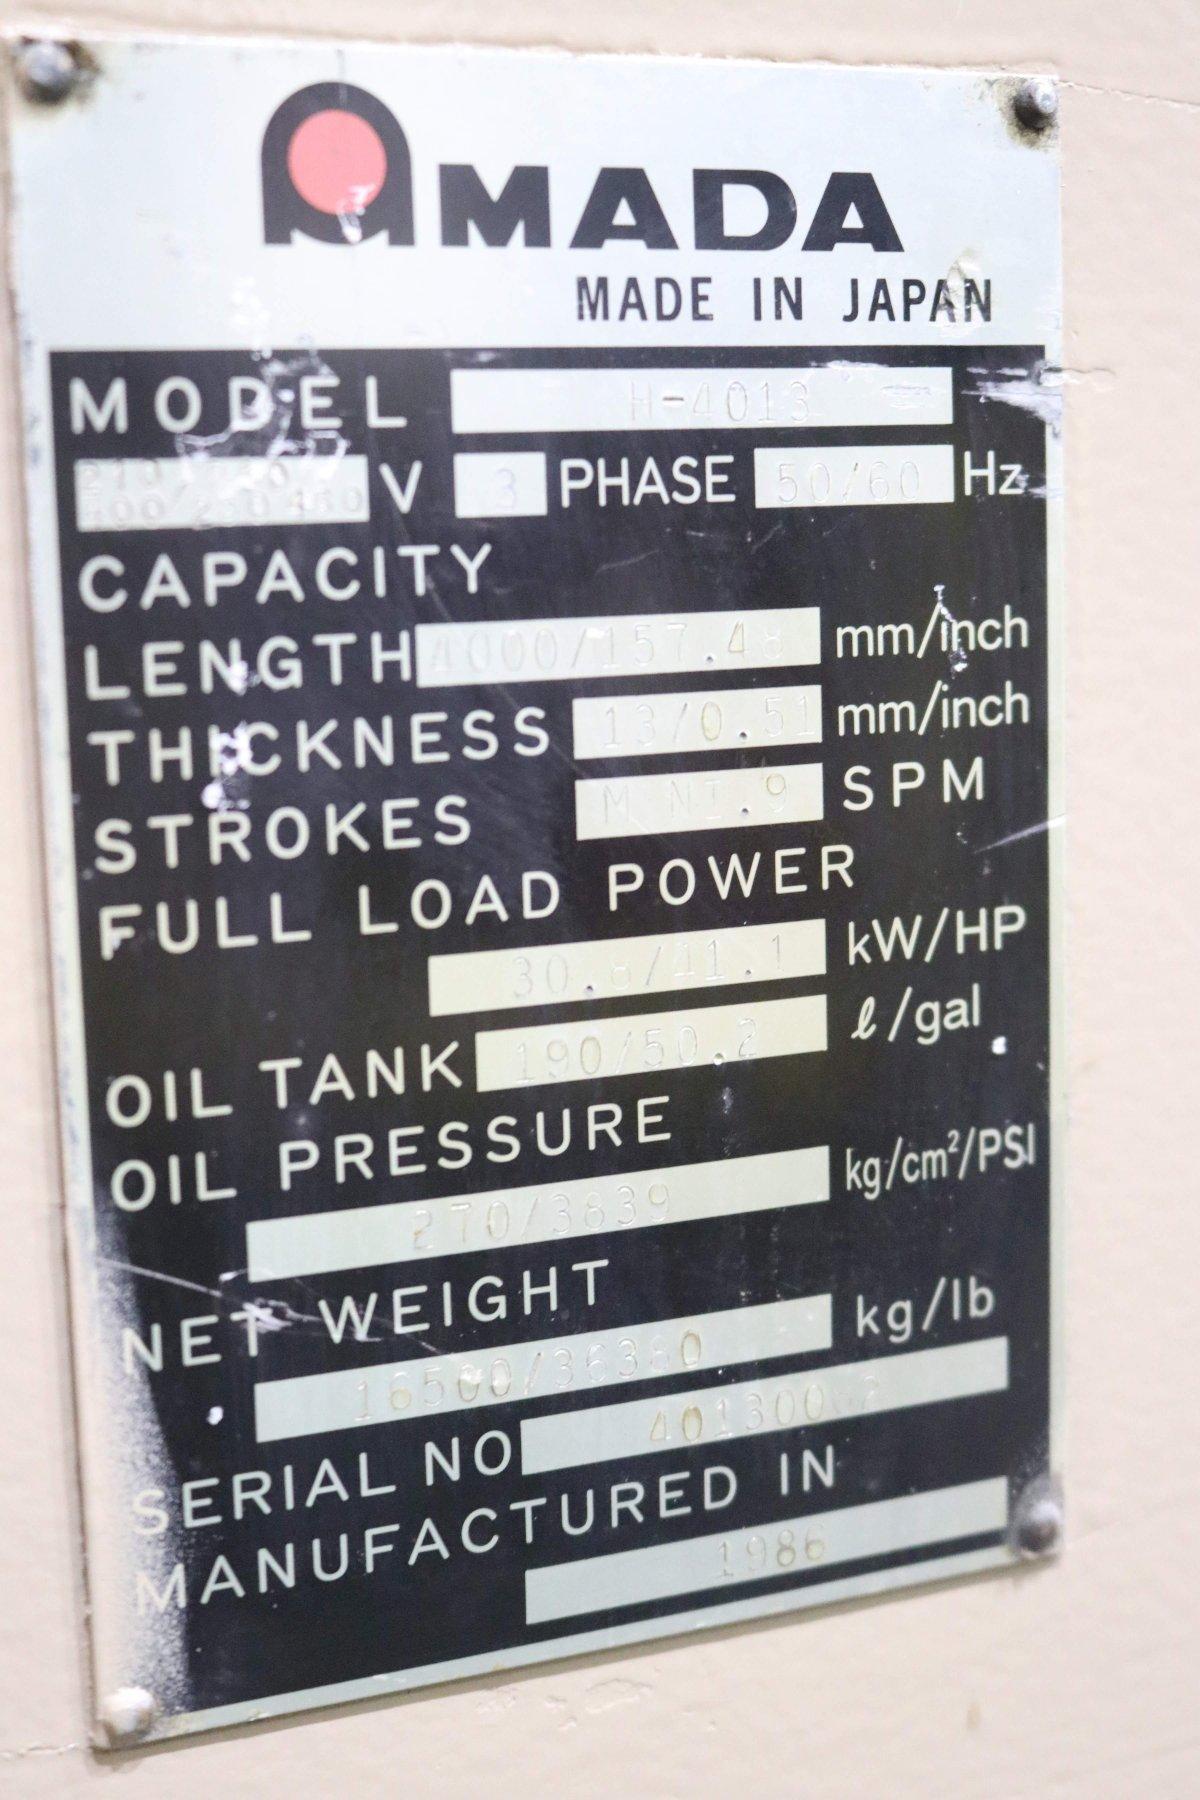 AMADA
MADE IN JAPAN
MODEL H-4013
V 3 PHASE 50/60 Hz
CAPACITY
LENGTH 4000/157.48 mm/inch
THICKNESS 13/0.51 mm/inch
STROKES M NI.9 SPM
FULL LOAD POWER
30.8/41.1 kW/HP
OIL TANK 190/50.2 ℓ/gal
OIL PRESSURE
270/3839 kg/cm²/PSI
NET WEIGHT
16500/36380 kg/lb
SERIAL NO
MANUFACTURED IN
1986